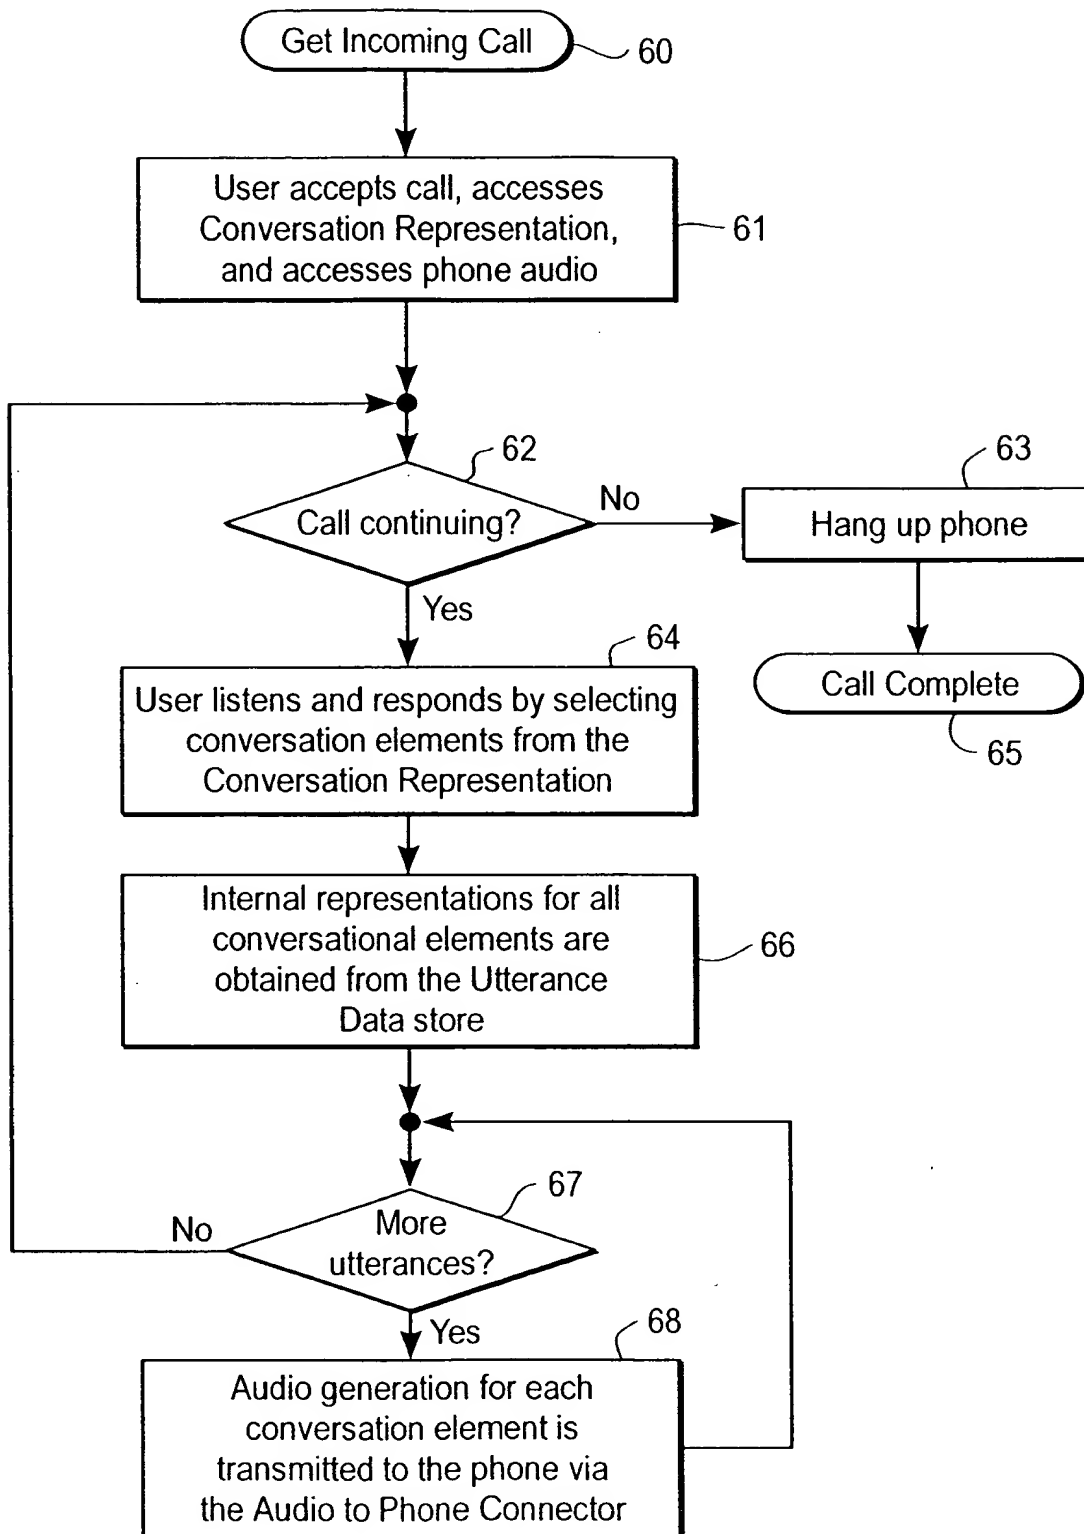 Get Incoming Call
60
User accepts call, accesses
Conversation Representation,
and accesses phone audio
61
62
Call continuing?
No
63
Hang up phone
Yes
Call Complete
65
64
User listens and responds by selecting
conversation elements from the
Conversation Representation
Internal representations for all
conversational elements are
obtained from the Utterance
Data store
66
67
More
utterances?
No
Yes
68
Audio generation for each
conversation element is
transmitted to the phone via
the Audio to Phone Connector